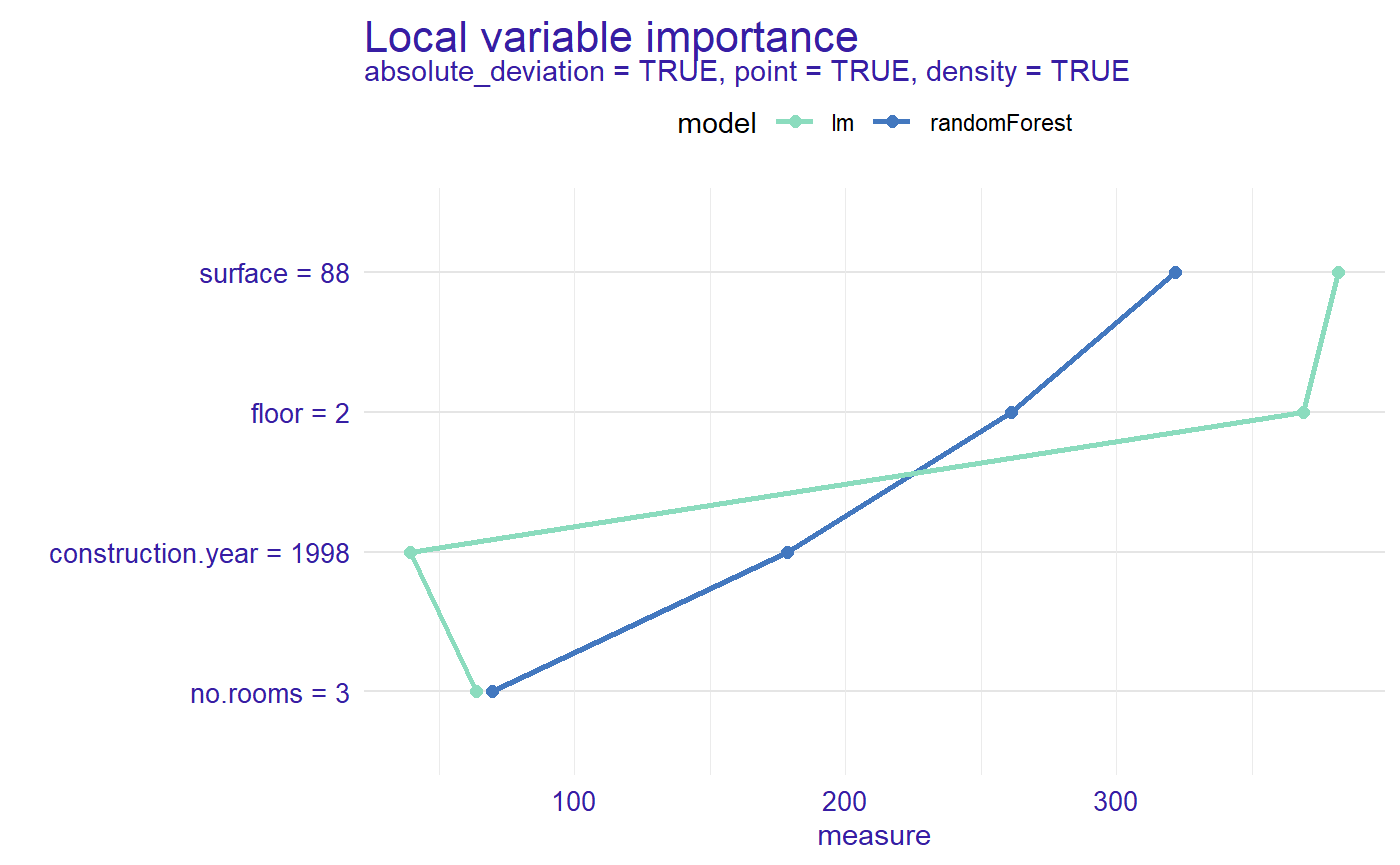 Local variable importance
absolute_deviation = TRUE, point = TRUE, density = TRUE
model lm randomForest
surface = 88
floor = 2
construction.year = 1998
no.rooms = 3
100 200 300
measure